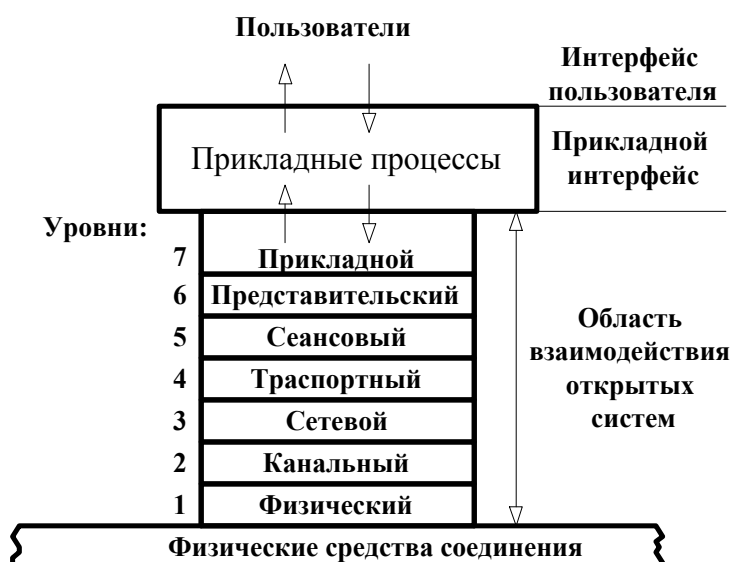 Пользователи
Интерфейс
пользователя
Прикладные процессы
Прикладной
интерфейс
Уровни:
7 Прикладной
6 Представительский
5 Сеансовый
4 Траспортный
3 Сетевой
2 Канальный
1 Физический
Область
взаимодействия
открытых
систем
Физические средства соединения